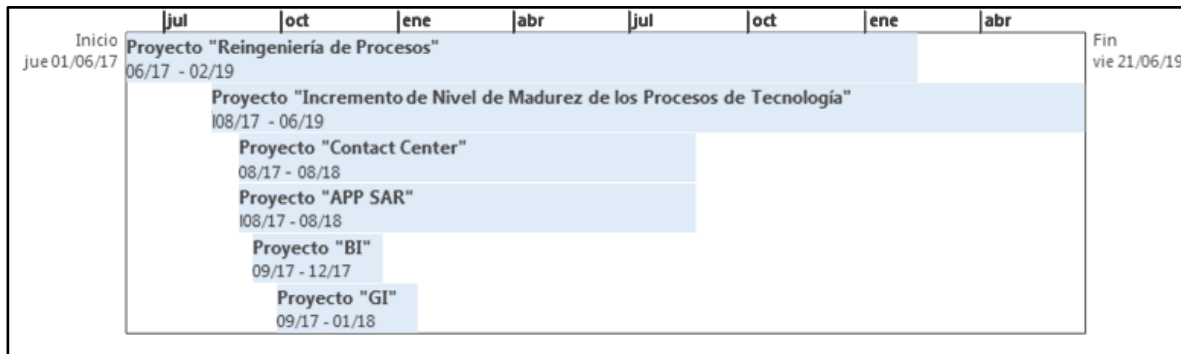 jul oct ene abr jul oct ene abr
Inicio
jue 01/06/17
Fin
vie 21/06/19
Proyecto "Reingeniería de Procesos"
06/17 - 02/19
Proyecto "Incremento de Nivel de Madurez de los Procesos de Tecnología"
I08/17 - 06/19
Proyecto "Contact Center"
08/17 - 08/18
Proyecto "APP SAR"
I08/17 - 08/18
Proyecto "BI"
09/17 - 12/17
Proyecto "GI"
09/17 - 01/18